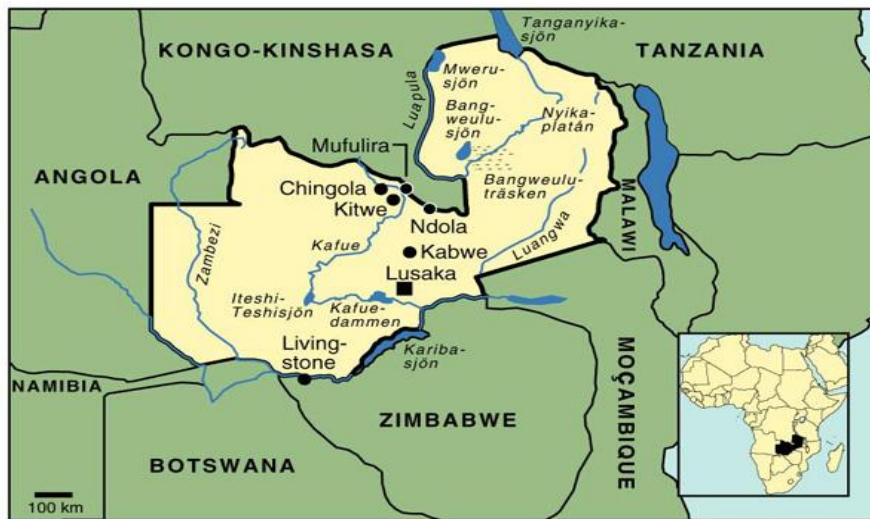 Tanganyika-
sjön
KONGO-KINSHASA
TANZANIA
Mweru-
sjön
Luapula
Bang-
weulu-
sjön
Nyika-
platån
Mufulira
ANGOLA
Chingola
Kitwe
Bangweulu-
träsken
MALAWI
Ndola
Zambezi
Kafue
Kabwe
Luangwa
Lusaka
Iteshi-
Teshisjön
Kafue-
dammen
Living-
stone
Kariba-
sjön
MOÇAMBIQUE
NAMIBIA
ZIMBABWE
BOTSWANA
100 km